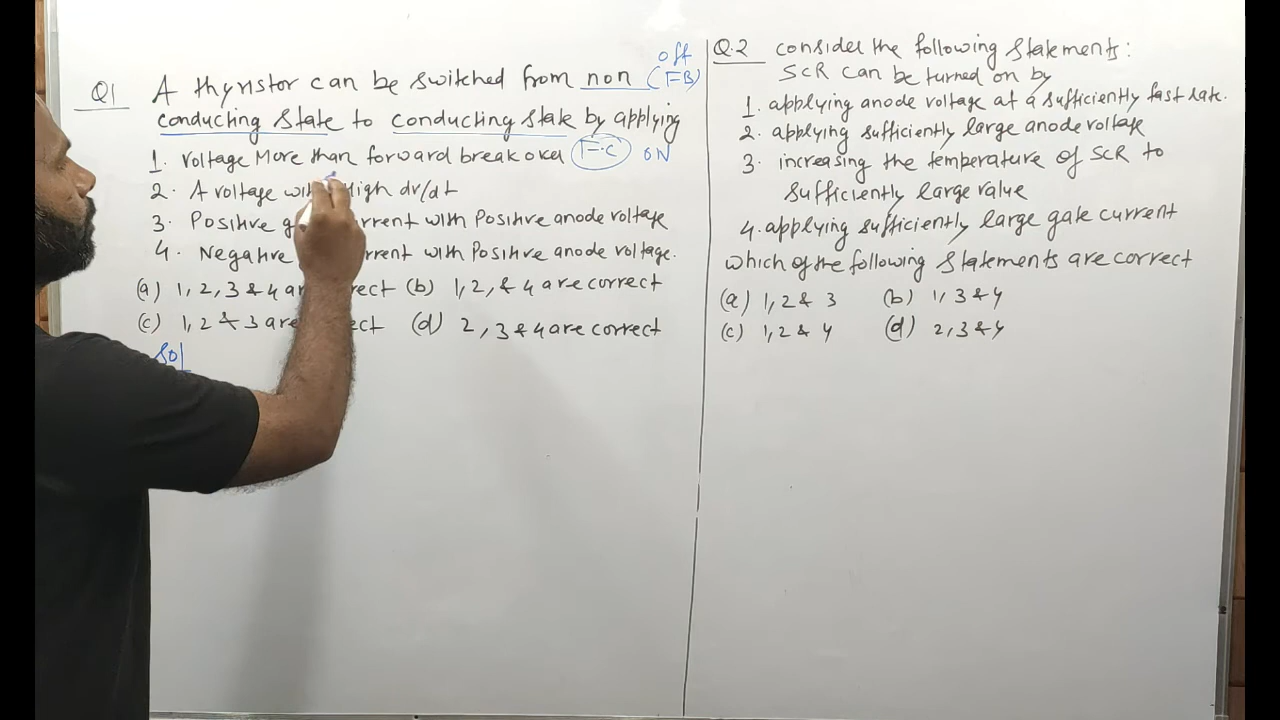 off
Q1 A thyristor can be switched from non (FB)
conducting state to conducting state by applying
1. voltage More than forward breakover F.C ON
2. A voltage with High dv/dt
3. Positive current with Positive anode voltage
4. Negative current with Positive anode voltage.
(a) 1, 2, 3 & 4 are correct (b) 1, 2, & 4 are correct
(c) 1, 2 & 3 are correct (d) 2, 3 & 4 are correct
Sol
Q.2 consider the following statements:
SCR can be turned on by
1. applying anode voltage at a sufficiently fast rate.
2. applying sufficiently large anode voltage
3. increasing the temperature of SCR to
sufficiently large value
4. applying sufficiently large gate current
which of the following statements are correct
(a) 1, 2 & 3 (b) 1, 3 & 4
(c) 1, 2 & 4 (d) 2, 3 & 4